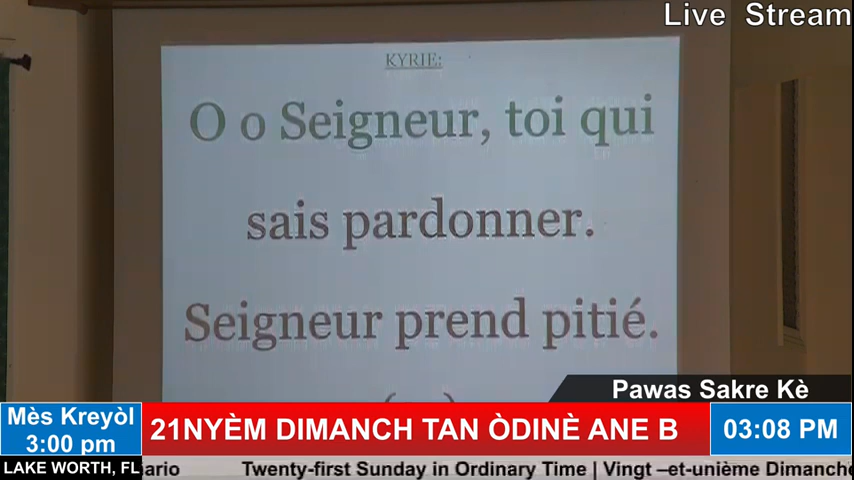 Live Stream
KYRIE:
O o Seigneur, toi qui
sais pardonner.
Seigneur prend pitié.
Pawas Sakre Kè
Mès Kreyòl
3:00 pm
21NYÈM DIMANCH TAN ÒDINÈ ANE B
03:08 PM
LAKE WORTH, FL
nario Twenty-first Sunday in Ordinary Time | Vingt –et-unième Dimanche